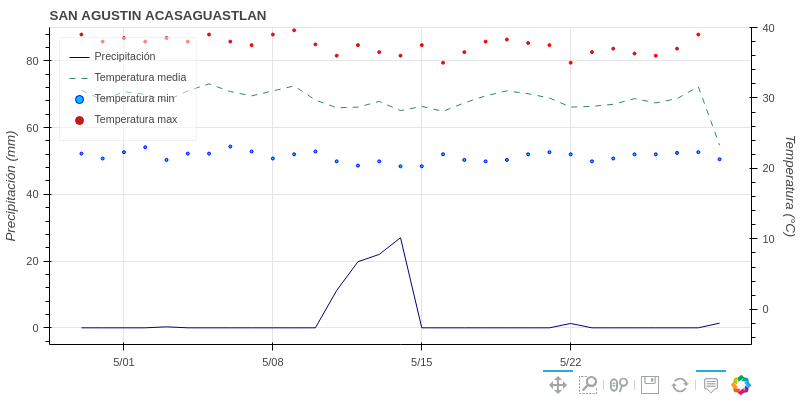 SAN AGUSTIN ACASAGUASTLAN
Precipitación
Temperatura media
Temperatura min
Temperatura max
Precipitación (mm)
80
60
40
20
0
Temperatura (°C)
40
30
20
10
0
5/01
5/08
5/15
5/22